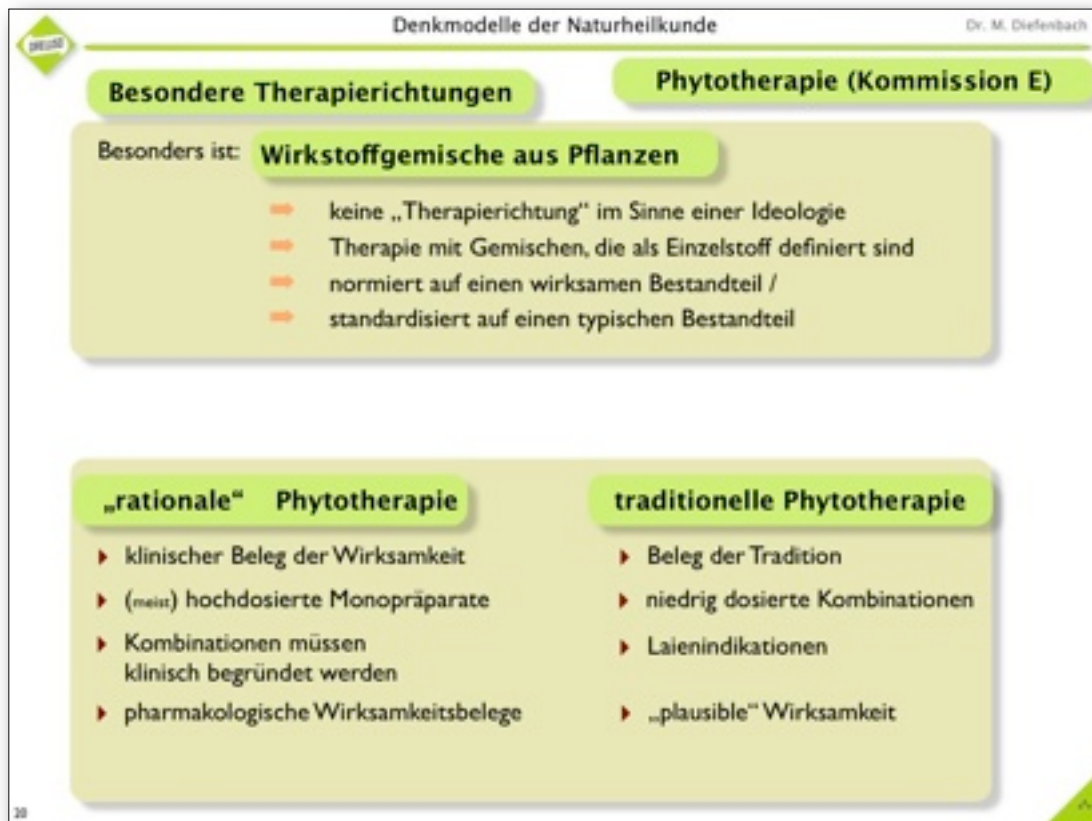 Denkmodelle der Naturheilkunde
Dr. M. Diefenbach
Besondere Therapierichtungen
Phytotherapie (Kommission E)
Besonders ist: Wirkstoffgemische aus Pflanzen
keine „Therapierichtung“ im Sinne einer Ideologie
Therapie mit Gemischen, die als Einzelstoff definiert sind
normiert auf einen wirksamen Bestandteil /
standardisiert auf einen typischen Bestandteil
„rationale“ Phytotherapie
klinischer Beleg der Wirksamkeit
(meist) hochdosierte Monopräparate
Kombinationen müssen
klinisch begründet werden
pharmakologische Wirksamkeitsbelege
traditionelle Phytotherapie
Beleg der Tradition
niedrig dosierte Kombinationen
Laienindikationen
„plausible“ Wirksamkeit